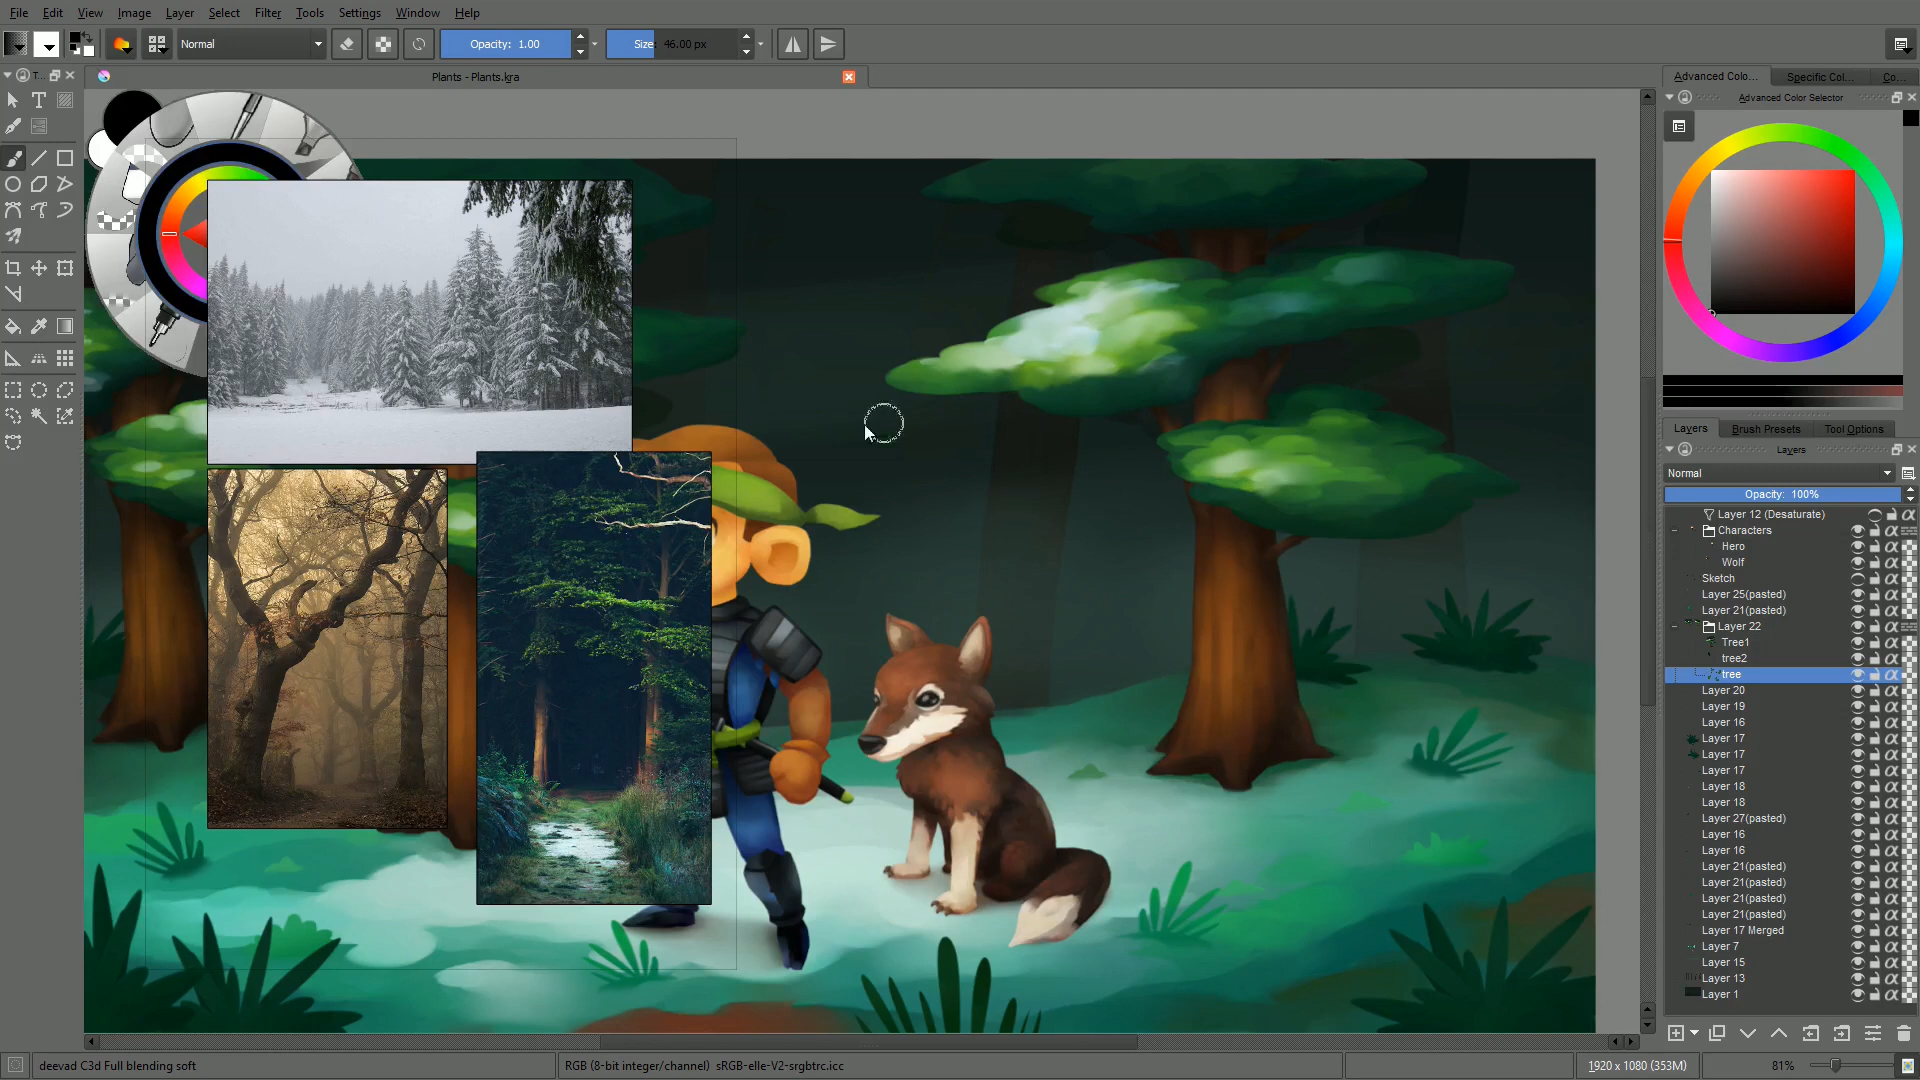 File Edit View Image Layer Select Filter Tools Settings Window Help
Normal Opacity: 1.00 Size: 46.00 px
T...
Plants - Plants.kra
Advanced Colo... Specific Col... Co...
Advanced Color Selector
Layers Brush Presets Tool Options
Layers
Normal
Opacity: 100%
Layer 12 (Desaturate)
Characters
Hero
Wolf
Sketch
Layer 25(pasted)
Layer 21(pasted)
Layer 22
Tree1
tree2
tree
Layer 20
Layer 19
Layer 16
Layer 17
Layer 17
Layer 17
Layer 18
Layer 18
Layer 27(pasted)
Layer 16
Layer 16
Layer 21(pasted)
Layer 21(pasted)
Layer 21(pasted)
Layer 21(pasted)
Layer 17 Merged
Layer 7
Layer 15
Layer 13
Layer 1
deevad C3d Full blending soft
RGB (8-bit integer/channel) sRGB-elle-V2-srgbtrc.icc
1920 x 1080 (353M)
81%